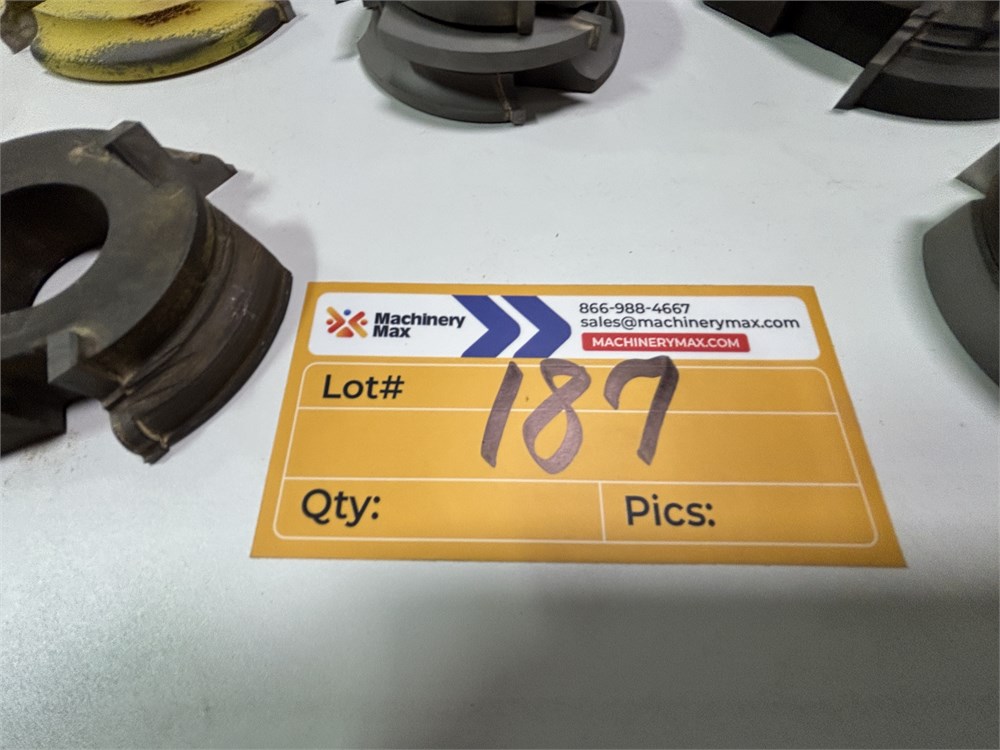 Machinery
Max
866-988-4667
sales@machinerymax.com
MACHINERYMAX.COM
Lot# 187
Qty:
Pics: